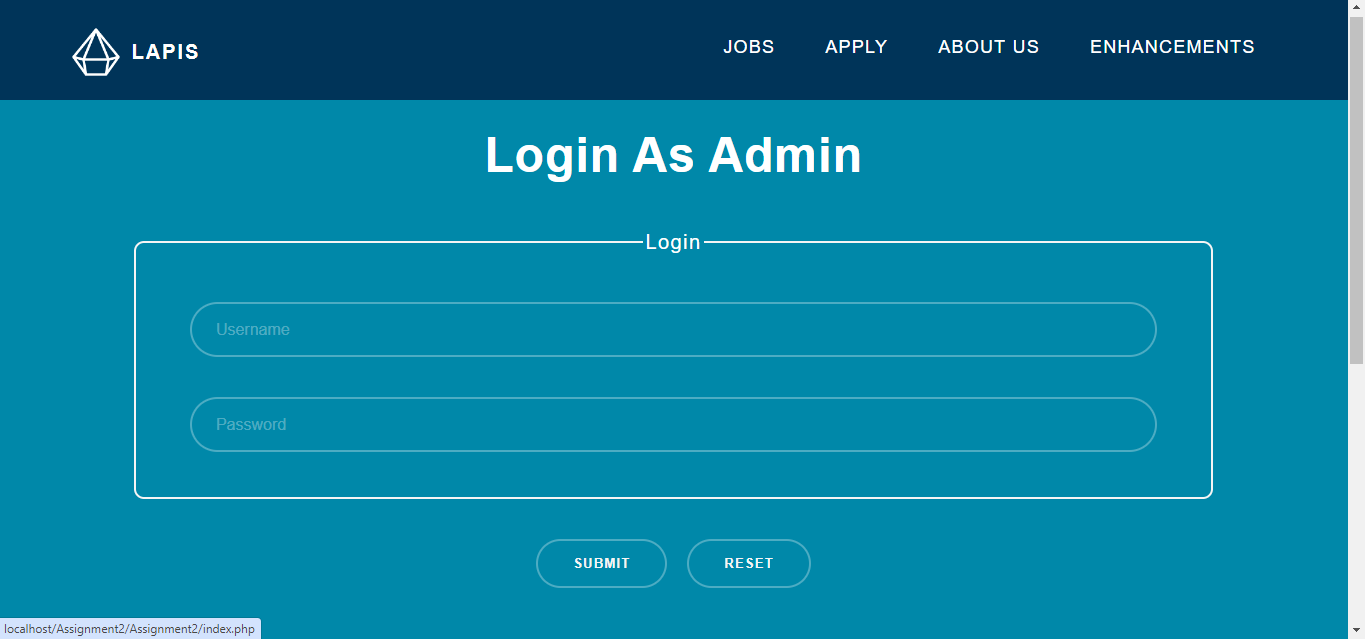 LAPIS
JOBS APPLY ABOUT US ENHANCEMENTS
Login As Admin
Login
Username
Password
SUBMIT RESET
localhost/Assignment2/Assignment2/index.php